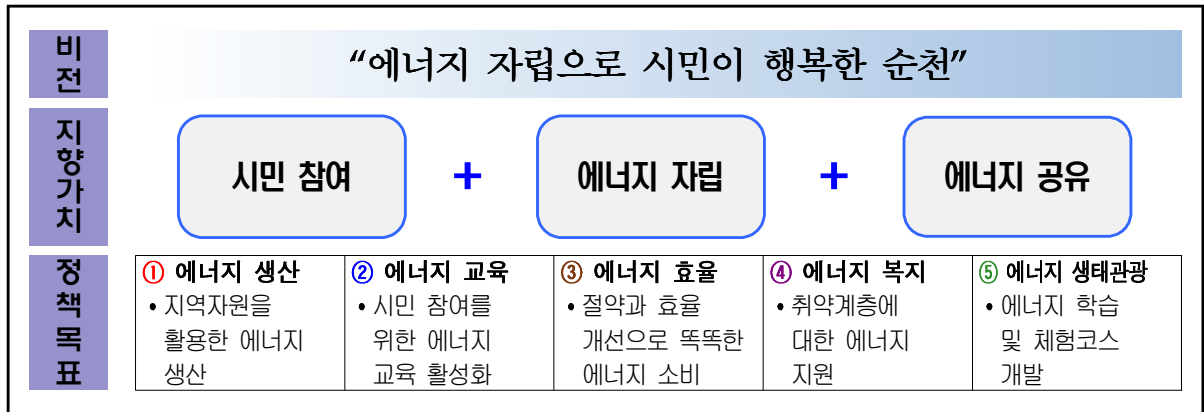 비전
“에너지 자립으로 시민이 행복한 순천”
지향가치
시민 참여 + 에너지 자립 + 에너지 공유
정책목표
① 에너지 생산
• 지역자원을
활용한 에너지
생산
② 에너지 교육
• 시민 참여를
위한 에너지
교육 활성화
③ 에너지 효율
• 절약과 효율
개선으로 똑똑한
에너지 소비
④ 에너지 복지
• 취약계층에
대한 에너지
지원
⑤ 에너지 생태관광
• 에너지 학습
및 체험코스
개발